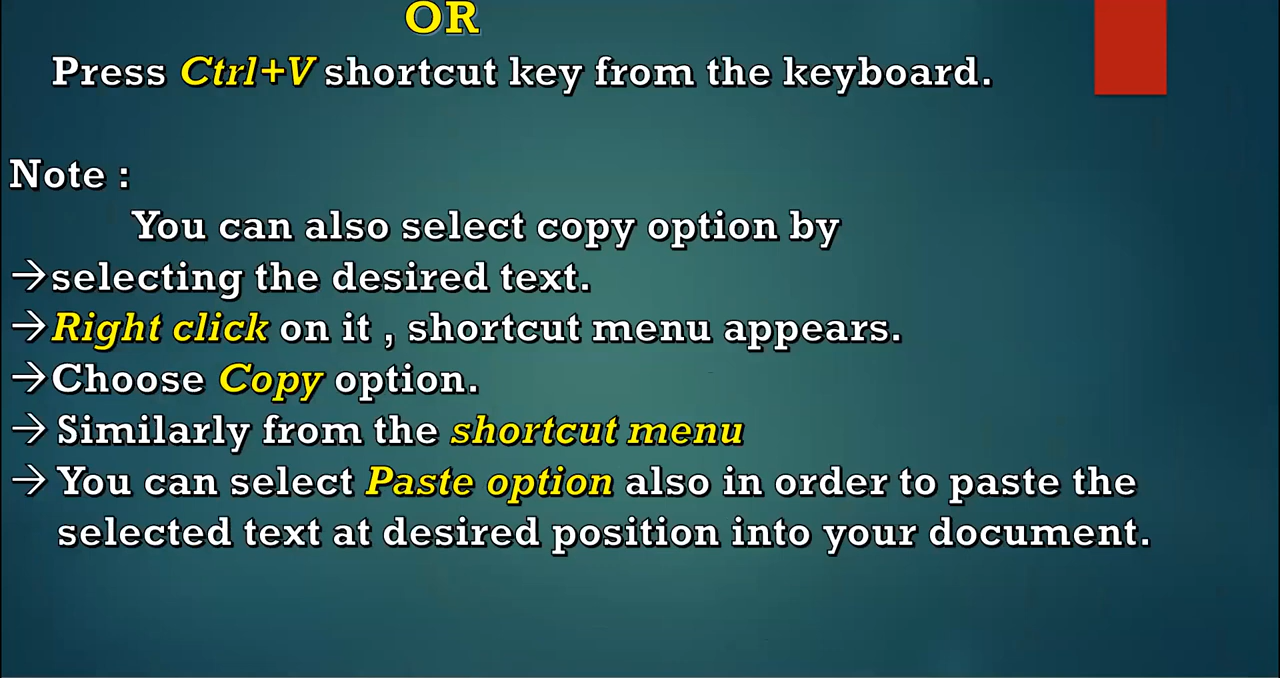 OR
Press Ctrl+V shortcut key from the keyboard.
Note :
You can also select copy option by
→selecting the desired text.
→Right click on it , shortcut menu appears.
→Choose Copy option.
→ Similarly from the shortcut menu
→ You can select Paste option also in order to paste the
selected text at desired position into your document.